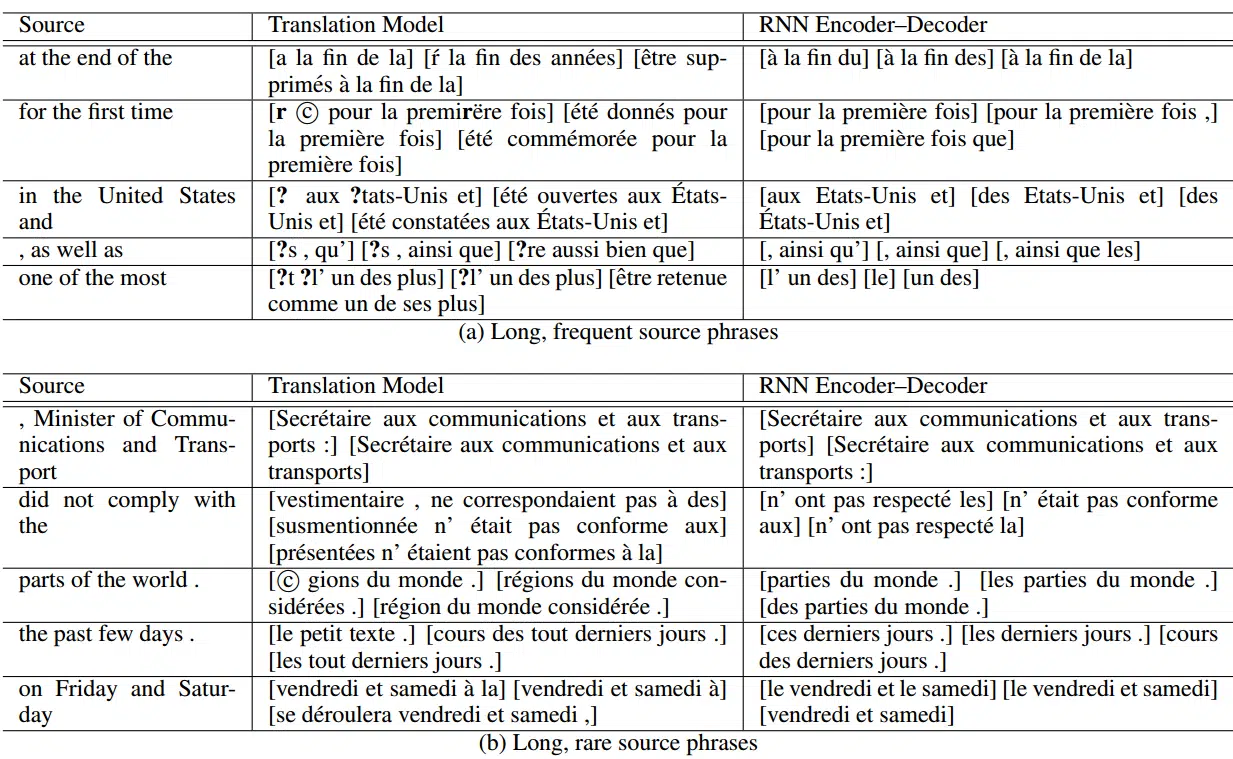 Source Translation Model RNN Encoder–Decoder
at the end of the [a la fin de la] [ŕ la fin des années] [être sup- [à la fin du] [à la fin des] [à la fin de la]
primés à la fin de la]
for the first time [r © pour la premirëre fois] [été donnés pour [pour la première fois] [pour la première fois ,]
la première fois] [été commémorée pour la [pour la première fois que]
première fois]
in the United States [? aux ?tats-Unis et] [été ouvertes aux États- [aux Etats-Unis et] [des Etats-Unis et] [des
and Unis et] [été constatées aux États-Unis et] États-Unis et]
, as well as [?s , qu’] [?s , ainsi que] [?re aussi bien que] [, ainsi qu’] [, ainsi que] [, ainsi que les]
one of the most [?t ?l’ un des plus] [?l’ un des plus] [être retenue [l’ un des] [le] [un des]
comme un de ses plus]
(a) Long, frequent source phrases
Source Translation Model RNN Encoder–Decoder
, Minister of Commu- [Secrétaire aux communications et aux trans- [Secrétaire aux communications et aux trans-
nications and Trans- ports :] [Secrétaire aux communications et aux ports] [Secrétaire aux communications et aux
port transports] transports :]
did not comply with [vestimentaire , ne correspondaient pas à des] [n’ ont pas respecté les] [n’ était pas conforme
the [susmentionnée n’ était pas conforme aux] aux] [n’ ont pas respecté la]
[présentées n’ étaient pas conformes à la]
parts of the world . [© gions du monde .] [régions du monde con- [parties du monde .] [les parties du monde .]
sidérées .] [région du monde considérée .] [des parties du monde .]
the past few days . [le petit texte .] [cours des tout derniers jours .] [ces derniers jours .] [les derniers jours .] [cours
[les tout derniers jours .] des derniers jours .]
on Friday and Satur- [vendredi et samedi à la] [vendredi et samedi à] [le vendredi et le samedi] [le vendredi et samedi]
day [se déroulera vendredi et samedi ,] [vendredi et samedi]
(b) Long, rare source phrases